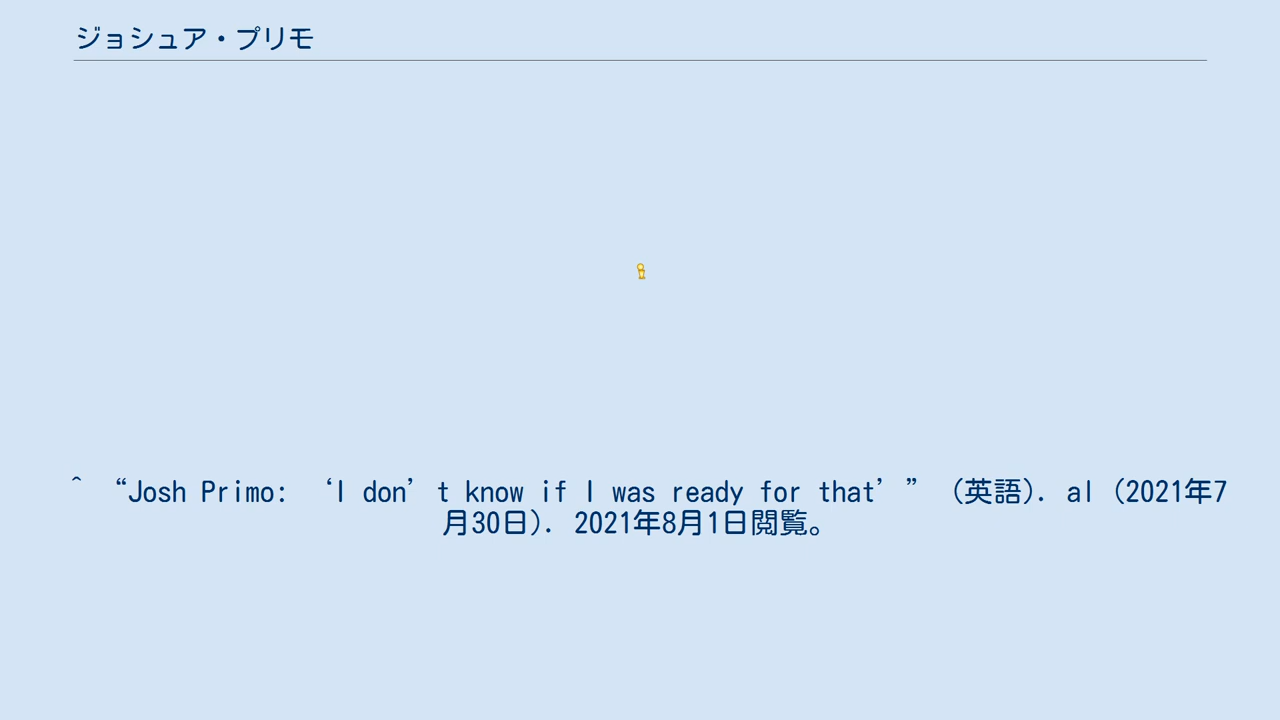 ジョシュア・プリモ
^ “Josh Primo: ‘I don’t know if I was ready for that’” (英語). al (2021年7
月30日). 2021年8月1日閲覧。